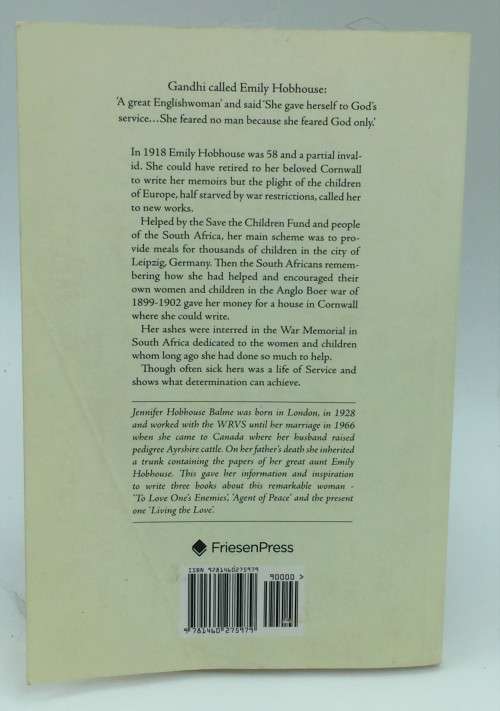 Gandhi called Emily Hobhouse:
'A great Englishwoman' and said 'She gave herself to God's
service...She feared no man because she feared God only.'
In 1918 Emily Hobhouse was 58 and a partial inval-
id. She could have retired to her beloved Cornwall
to write her memoirs but the plight of the children
of Europe, half starved by war restrictions, called her
to new works.
Helped by the Save the Children Fund and people
of the South Africa, her main scheme was to pro-
vide meals for thousands of children in the city of
Leipzig, Germany. Then the South Africans remem-
bering how she had helped and encouraged their
own women and children in the Anglo Boer war of
1899-1902 gave her money for a house in Cornwall
where she could write.
Her ashes were interred in the War Memorial in
South Africa dedicated to the women and children
whom long ago she had done so much to help.
Though often sick hers was a life of Service and
shows what determination can achieve.
Jennifer Hobhouse Balme was born in London, in 1928
and worked with the WRVS until her marriage in 1966
when she came to Canada where her husband raised
pedigree Ayrshire cattle. On her father's death she inherited
a trunk containing the papers of her great aunt Emily
Hobhouse. This gave her information and inspiration
to write three books about this remarkable woman -
'To Love One's Enemies', 'Agent of Peace' and the present
one 'Living the Love'.
FriesenPress
ISBN 9781460275979
90000 >
9 781460 275979